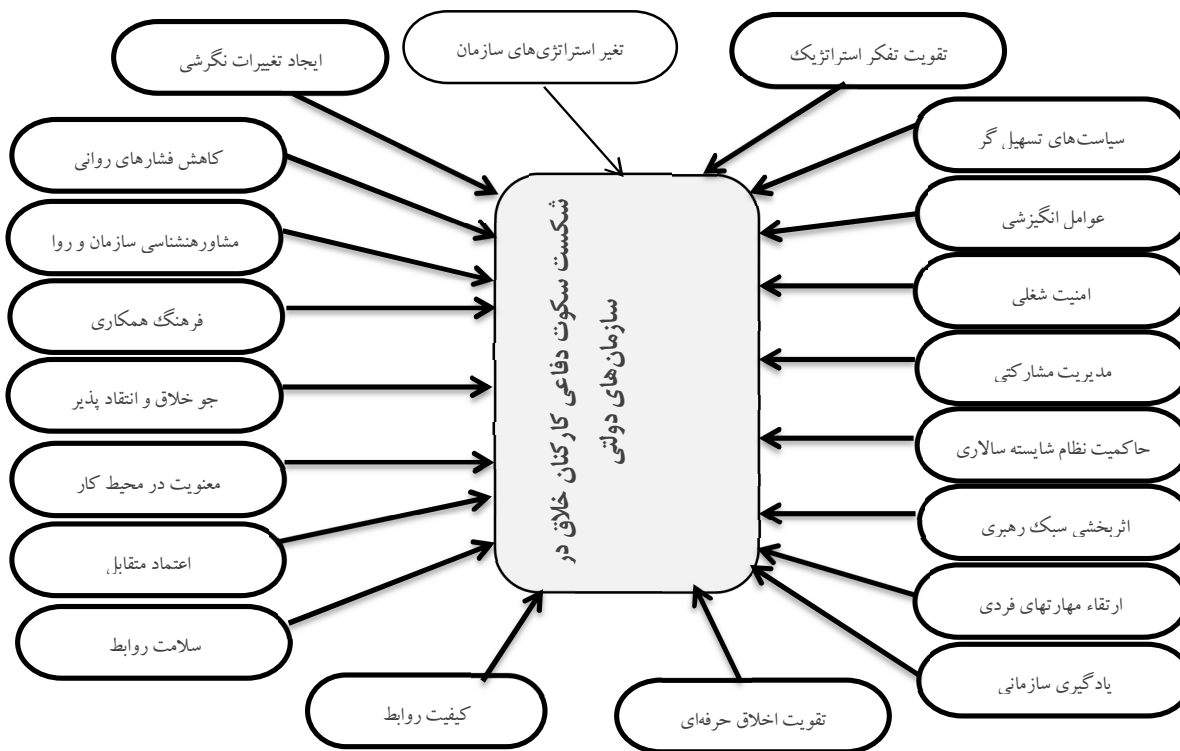 تقویت تفکر استراتژیک
تغیر استراتژی‌های سازمان
ایجاد تغییرات نگرشی
سیاست‌های تسهیل گر
عوامل انگیزشی
امنیت شغلی
مدیریت مشارکتی
حاکمیت نظام شایسته سالاری
اثربخشی سبک رهبری
ارتقاء مهارتهای فردی
یادگیری سازمانی
شکست سکوت دفاعی کارکنان خلاق در
سازمان‌های دولتی
کاهش فشارهای روانی
مشاورهنشناسی سازمان و روا
فرهنگ همکاری
جو خلاق و انتقاد پذیر
معنویت در محیط کار
اعتماد متقابل
سلامت روابط
تقویت اخلاق حرفه‌ای
کیفیت روابط